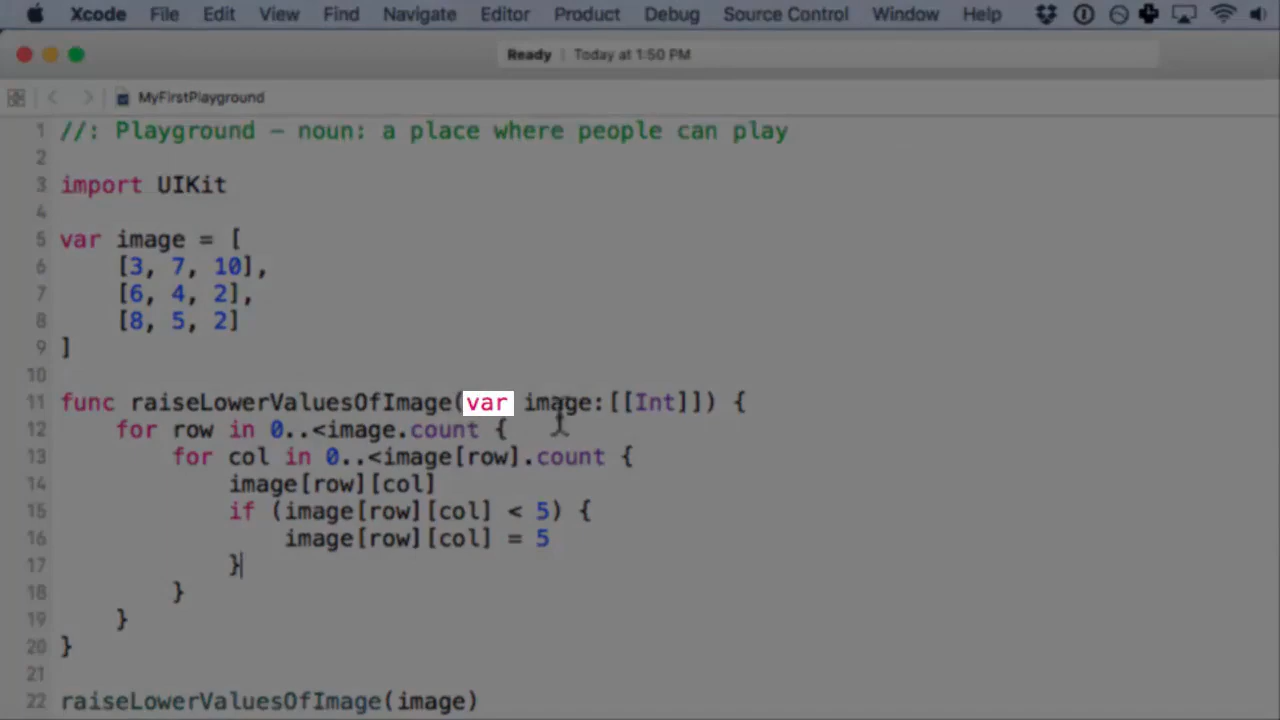 Xcode File Edit View Find Navigate Editor Product Debug Source Control Window Help
Ready | Today at 1:50 PM
MyFirstPlayground
1 //: Playground – noun: a place where people can play
2
3 import UIKit
4
5 var image = [
6 [3, 7, 10],
7 [6, 4, 2],
8 [8, 5, 2]
9 ]
10
11 func raiseLowerValuesOfImage(var image:[[Int]]) {
12 for row in 0..<image.count {
13 for col in 0..<image[row].count {
14 image[row][col]
15 if (image[row][col] < 5) {
16 image[row][col] = 5
17 }
18 }
19 }
20 }
21
22 raiseLowerValuesOfImage(image)